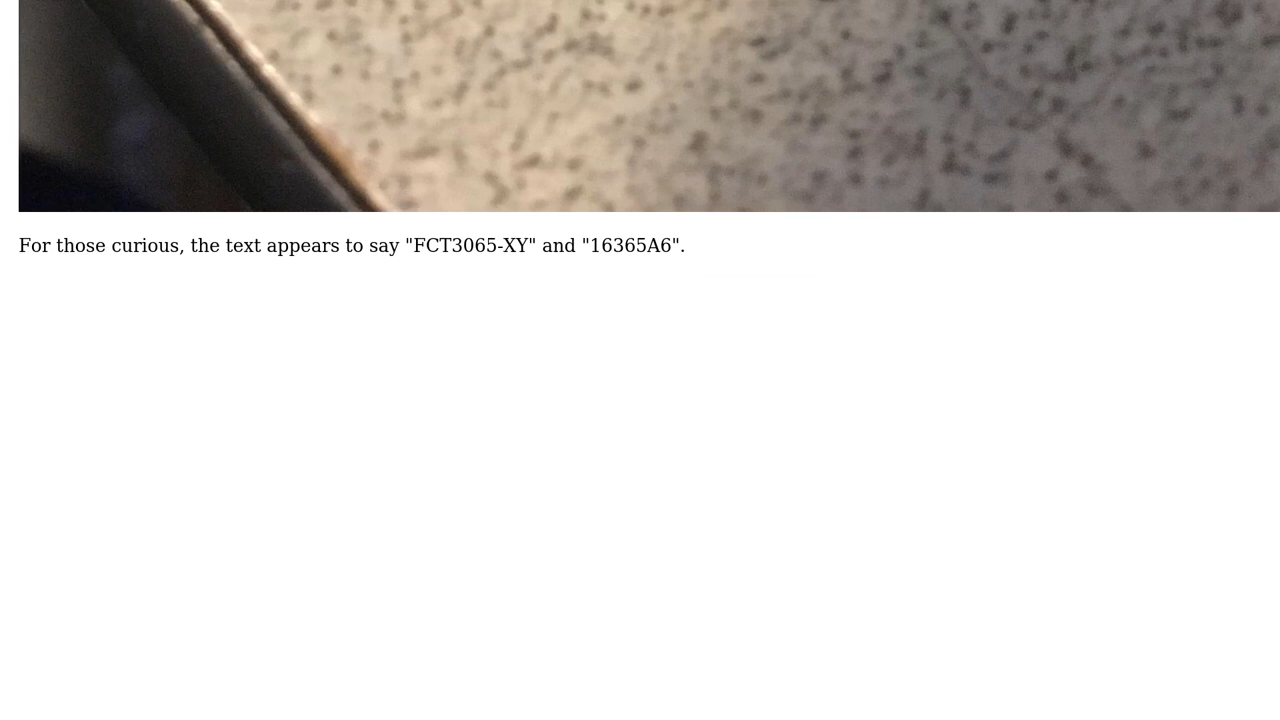 For those curious, the text appears to say "FCT3065-XY" and "16365A6".